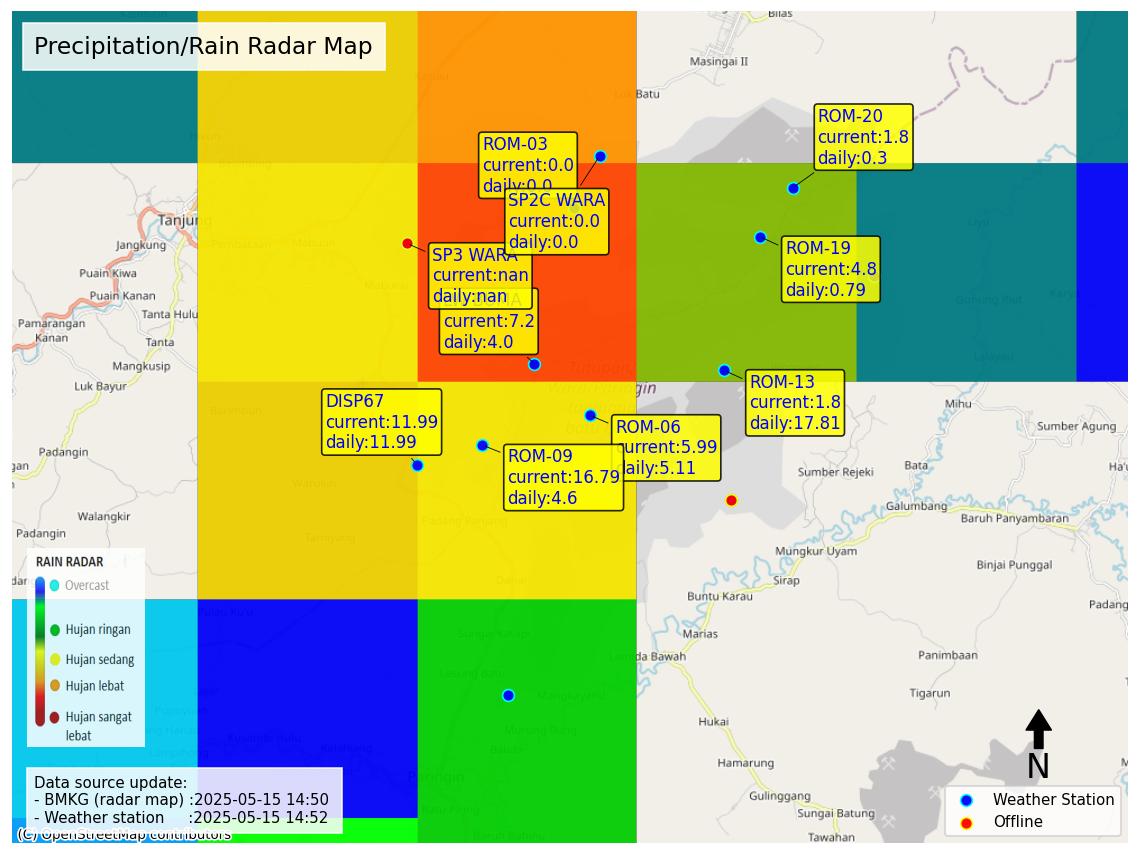 Precipitation/Rain Radar Map
Bilas
Masingai II
Luk Batu
ROM-20
current:1.8
daily:0.3
ROM-03
current:0.0
daily:0.0
SP2C WARA
current:0.0
daily:0.0
Tanjung
Jangkung
SP3 WARA
current:nan
daily:nan
ROM-19
current:4.8
daily:0.79
Puain Kiwa
Puain Kanan
Tanta Hulu
Pamarangan
Kanan
Tanta
current:7.2
daily:4.0
Mangkusip
Luk Bayur
ROM-13
current:1.8
daily:17.81
Mihu
DISP67
current:11.99
daily:11.99
ROM-06
current:5.99
daily:5.11
Sumber Agung
Padangin
ROM-09
current:16.79
daily:4.6
Bata
Sumber Rejeki
Galumbang
Walangkir
Baruh Panyambaran
Padangin
Mungkur Uyam
Binjai Punggal
Sirap
Buntu Karau
RAIN RADAR
Overcast
Hujan ringan
Hujan sedang
Hujan lebat
Hujan sangat
lebat
Padang
Marias
Lamida Bawah
Panimbaan
Tigarun
Hukai
Hamarung
N
Gulinggang
Sungai Batung
Tawahan
Data source update:
- BMKG (radar map) :2025-05-15 14:50
- Weather station :2025-05-15 14:52
(C) OpenStreetMap contributors
Weather Station
Offline